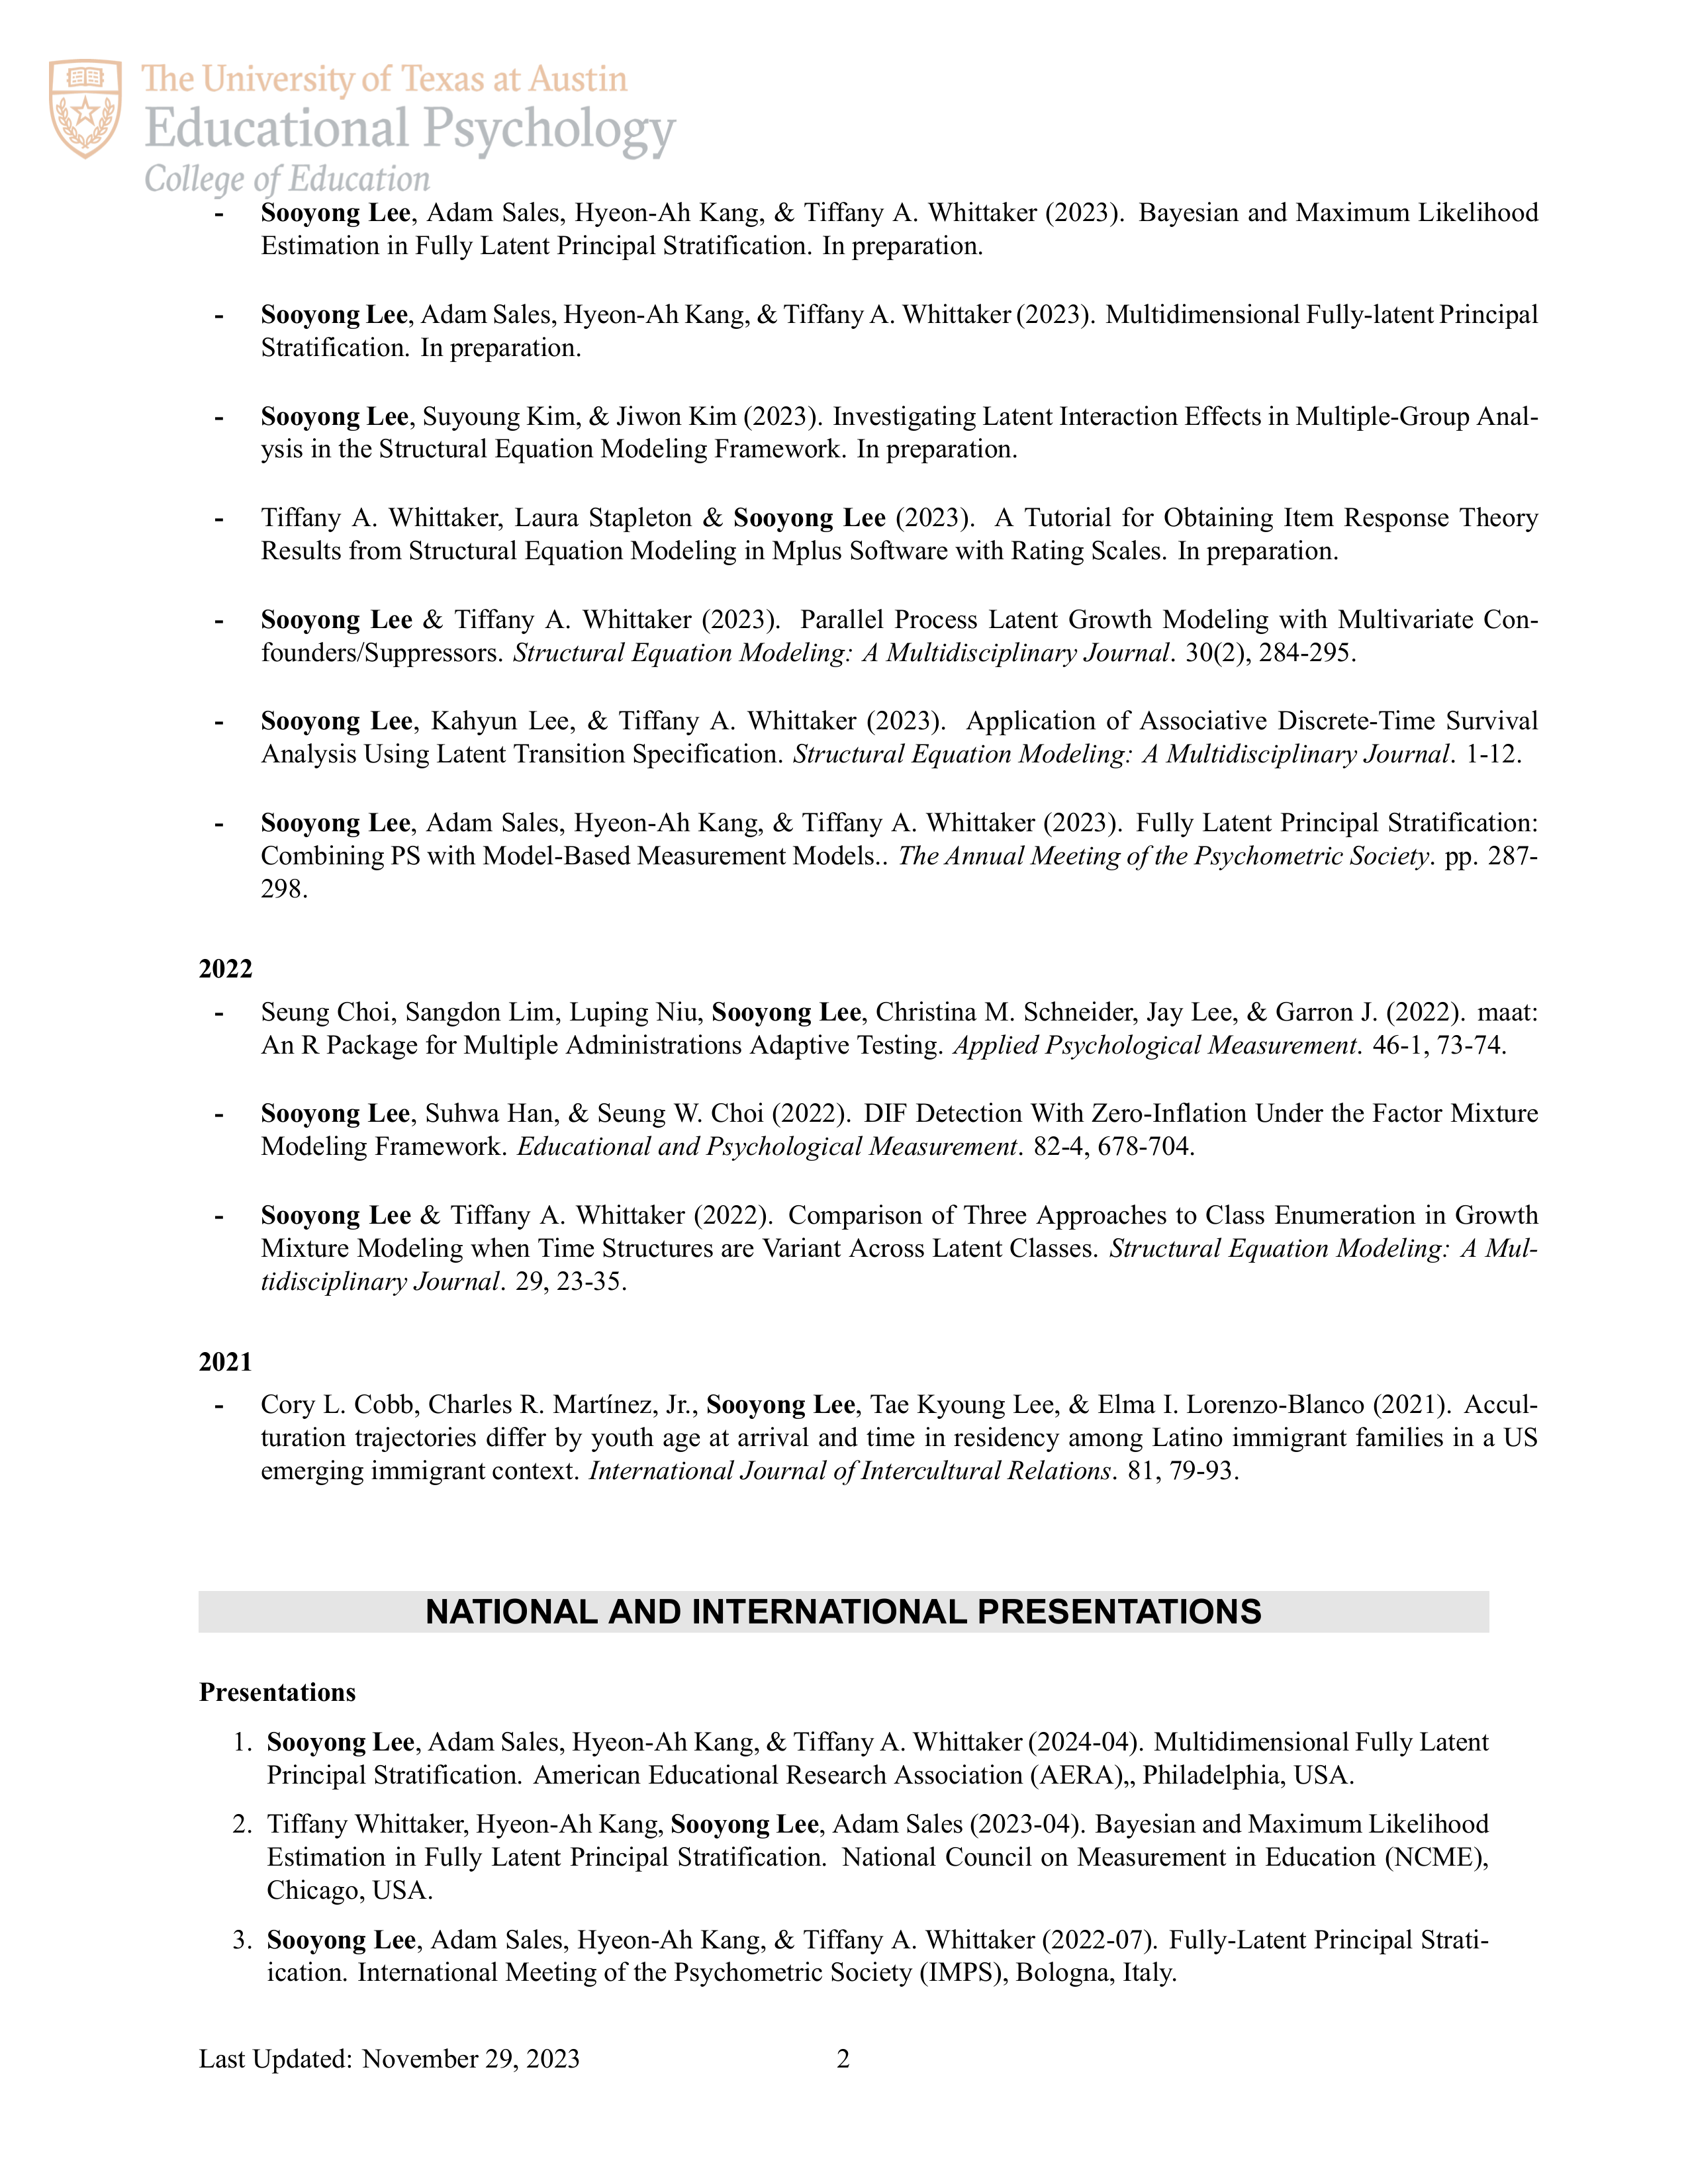 The University of Texas at Austin
Educational Psychology
College of Education
- Sooyong Lee, Adam Sales, Hyeon-Ah Kang, & Tiffany A. Whittaker (2023). Bayesian and Maximum Likelihood
Estimation in Fully Latent Principal Stratification. In preparation.
- Sooyong Lee, Adam Sales, Hyeon-Ah Kang, & Tiffany A. Whittaker (2023). Multidimensional Fully-latent Principal
Stratification. In preparation.
- Sooyong Lee, Suyoung Kim, & Jiwon Kim (2023). Investigating Latent Interaction Effects in Multiple-Group Anal-
ysis in the Structural Equation Modeling Framework. In preparation.
- Tiffany A. Whittaker, Laura Stapleton & Sooyong Lee (2023). A Tutorial for Obtaining Item Response Theory
Results from Structural Equation Modeling in Mplus Software with Rating Scales. In preparation.
- Sooyong Lee & Tiffany A. Whittaker (2023). Parallel Process Latent Growth Modeling with Multivariate Con-
founders/Suppressors. Structural Equation Modeling: A Multidisciplinary Journal. 30(2), 284-295.
- Sooyong Lee, Kahyun Lee, & Tiffany A. Whittaker (2023). Application of Associative Discrete-Time Survival
Analysis Using Latent Transition Specification. Structural Equation Modeling: A Multidisciplinary Journal. 1-12.
- Sooyong Lee, Adam Sales, Hyeon-Ah Kang, & Tiffany A. Whittaker (2023). Fully Latent Principal Stratification:
Combining PS with Model-Based Measurement Models.. The Annual Meeting of the Psychometric Society. pp. 287-
298.
2022
- Seung Choi, Sangdon Lim, Luping Niu, Sooyong Lee, Christina M. Schneider, Jay Lee, & Garron J. (2022). maat:
An R Package for Multiple Administrations Adaptive Testing. Applied Psychological Measurement. 46-1, 73-74.
- Sooyong Lee, Suhwa Han, & Seung W. Choi (2022). DIF Detection With Zero-Inflation Under the Factor Mixture
Modeling Framework. Educational and Psychological Measurement. 82-4, 678-704.
- Sooyong Lee & Tiffany A. Whittaker (2022). Comparison of Three Approaches to Class Enumeration in Growth
Mixture Modeling when Time Structures are Variant Across Latent Classes. Structural Equation Modeling: A Mul-
tidisciplinary Journal. 29, 23-35.
2021
- Cory L. Cobb, Charles R. Martínez, Jr., Sooyong Lee, Tae Kyoung Lee, & Elma I. Lorenzo-Blanco (2021). Accul-
turation trajectories differ by youth age at arrival and time in residency among Latino immigrant families in a US
emerging immigrant context. International Journal of Intercultural Relations. 81, 79-93.
NATIONAL AND INTERNATIONAL PRESENTATIONS
Presentations
1. Sooyong Lee, Adam Sales, Hyeon-Ah Kang, & Tiffany A. Whittaker (2024-04). Multidimensional Fully Latent
Principal Stratification. American Educational Research Association (AERA),, Philadelphia, USA.
2. Tiffany Whittaker, Hyeon-Ah Kang, Sooyong Lee, Adam Sales (2023-04). Bayesian and Maximum Likelihood
Estimation in Fully Latent Principal Stratification. National Council on Measurement in Education (NCME),
Chicago, USA.
3. Sooyong Lee, Adam Sales, Hyeon-Ah Kang, & Tiffany A. Whittaker (2022-07). Fully-Latent Principal Strati-
ication. International Meeting of the Psychometric Society (IMPS), Bologna, Italy.
Last Updated: November 29, 2023 2